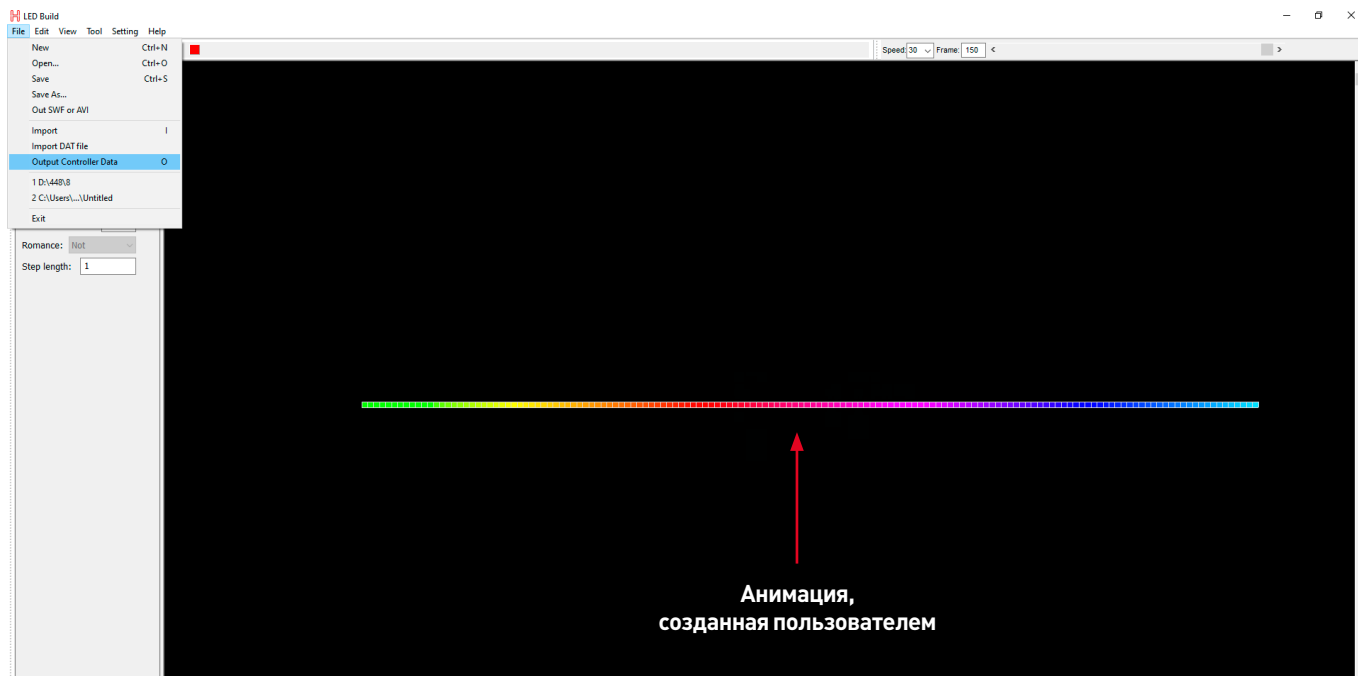 LED Build
File Edit View Tool Setting Help
New Ctrl+N
Open... Ctrl+O
Save Ctrl+S
Save As...
Out SWF or AVI
Import I
Import DAT file
Output Controller Data O
1 D:\448\8
2 C:\Users\...\Untitled
Exit
Speed: 30 Frame: 150 < >
Romance: Not
Step length: 1
Анимация,
созданная пользователем